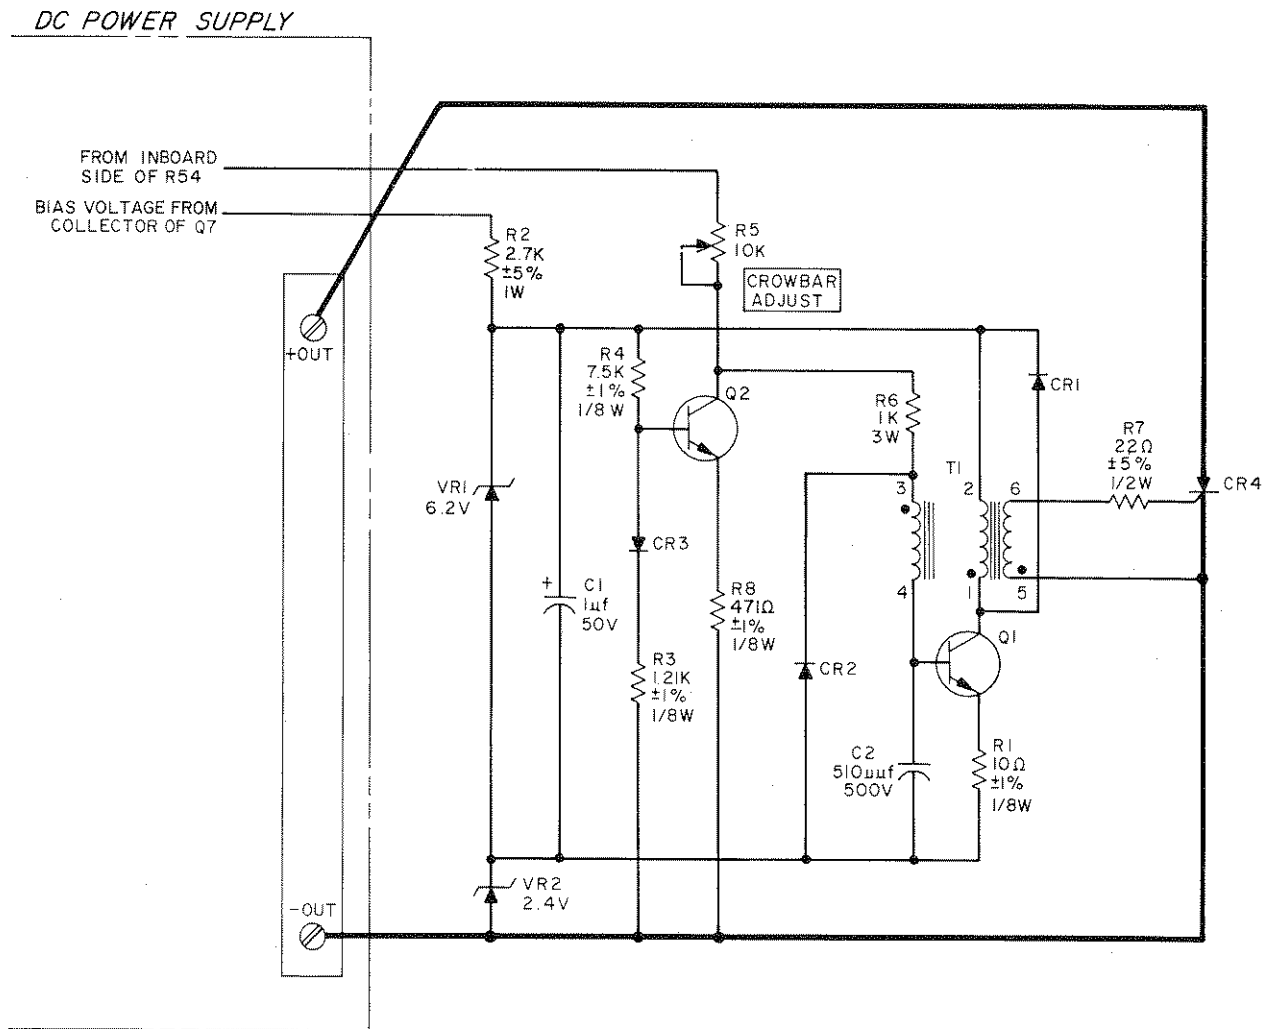 DC POWER SUPPLY
FROM INBOARD
SIDE OF R54
BIAS VOLTAGE FROM
COLLECTOR OF Q7
R2
2.7K
±5%
1W
R5
10K
CROWBAR
ADJUST
+OUT
R4
7.5K
±1%
1/8 W
Q2
R6
1K
3W
CR1
R7
22Ω
±5%
1/2W
T1
3
2
6
CR4
VR1
6.2V
CR3
C1
1µf
50V
+
R8
471Ω
±1%
1/8W
4
1
5
Q1
R3
1.21K
±1%
1/8W
CR2
C2
510µµf
500V
R1
10Ω
±1%
1/8W
VR2
2.4V
-OUT